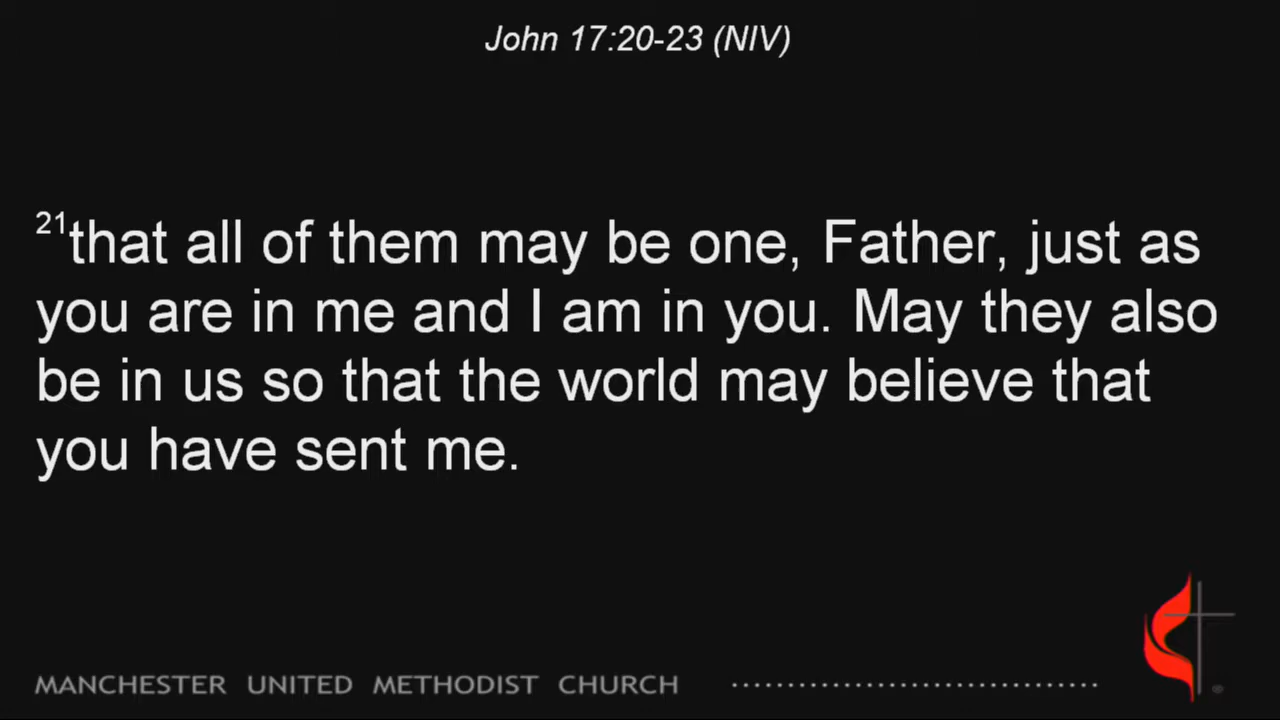 John 17:20-23 (NIV)
21that all of them may be one, Father, just as
you are in me and I am in you. May they also
be in us so that the world may believe that
you have sent me.
MANCHESTER UNITED METHODIST CHURCH
®